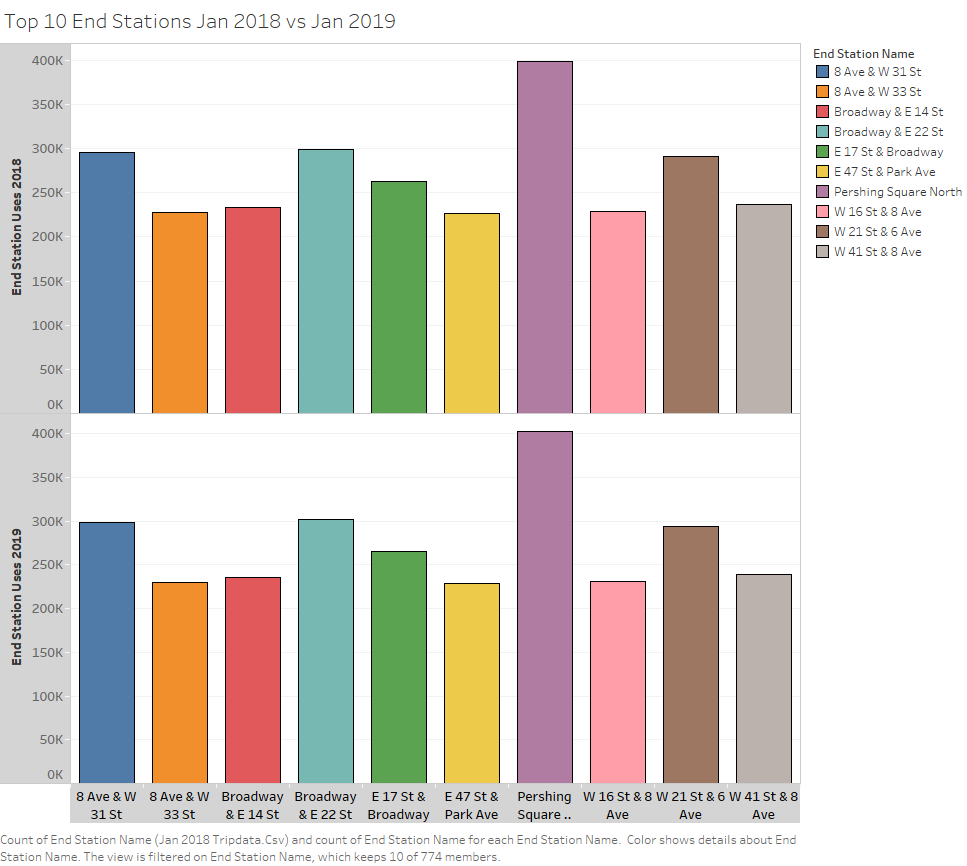 Top 10 End Stations Jan 2018 vs Jan 2019
End Station Name
8 Ave & W 31 St
8 Ave & W 33 St
Broadway & E 14 St
Broadway & E 22 St
E 17 St & Broadway
E 47 St & Park Ave
Pershing Square North
W 16 St & 8 Ave
W 21 St & 6 Ave
W 41 St & 8 Ave
End Station Uses 2018
400K
350K
300K
250K
200K
150K
100K
50K
0K
End Station Uses 2019
400K
350K
300K
250K
200K
150K
100K
50K
0K
8 Ave & W
31 St
8 Ave & W
33 St
Broadway
& E 14 St
Broadway
& E 22 St
E 17 St &
Broadway
E 47 St &
Park Ave
Pershing
Square ..
W 16 St & 8
Ave
W 21 St & 6
Ave
W 41 St & 8
Ave
Count of End Station Name (Jan 2018 Tripdata.Csv) and count of End Station Name for each End Station Name.  Color shows details about End
Station Name. The view is filtered on End Station Name, which keeps 10 of 774 members.